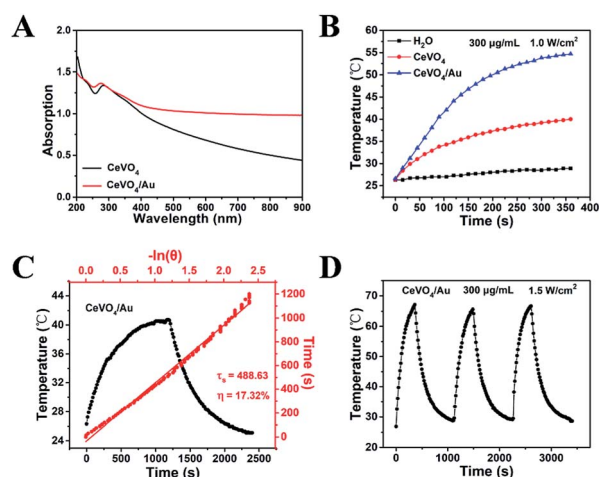 A
2.0
1.5
1.0
0.5
0.0
Absorption
CeVO₄
CeVO₄/Au
200 300 400 500 600 700 800 900
Wavelength (nm)
B
60
55
50
45
40
35
30
25
Temperature (℃)
H₂O 300 μg/mL 1.0 W/cm²
CeVO₄
CeVO₄/Au
0 50 100 150 200 250 300 350 400
Time (s)
C
-ln(θ)
0.0 0.5 1.0 1.5 2.0 2.5
44
40
36
32
28
24
Temperature (℃)
CeVO₄/Au
τₛ = 488.63
η = 17.32%
1200
1000
800
600
400
200
0
Time (s)
0 500 1000 1500 2000 2500
Time (s)
D
CeVO₄/Au 300 μg/mL 1.5 W/cm²
80
70
60
50
40
30
20
Temperature (℃)
0 1000 2000 3000
Time (s)